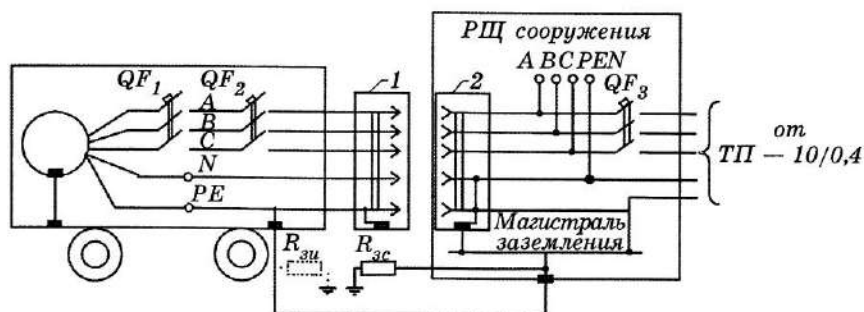 РЩ сооружения
A B C PEN
QF1 QF2 1 2 QF3
A
B
C
N
PE
от
ТП — 10/0,4
Магистраль
заземления
Rзи Rзс